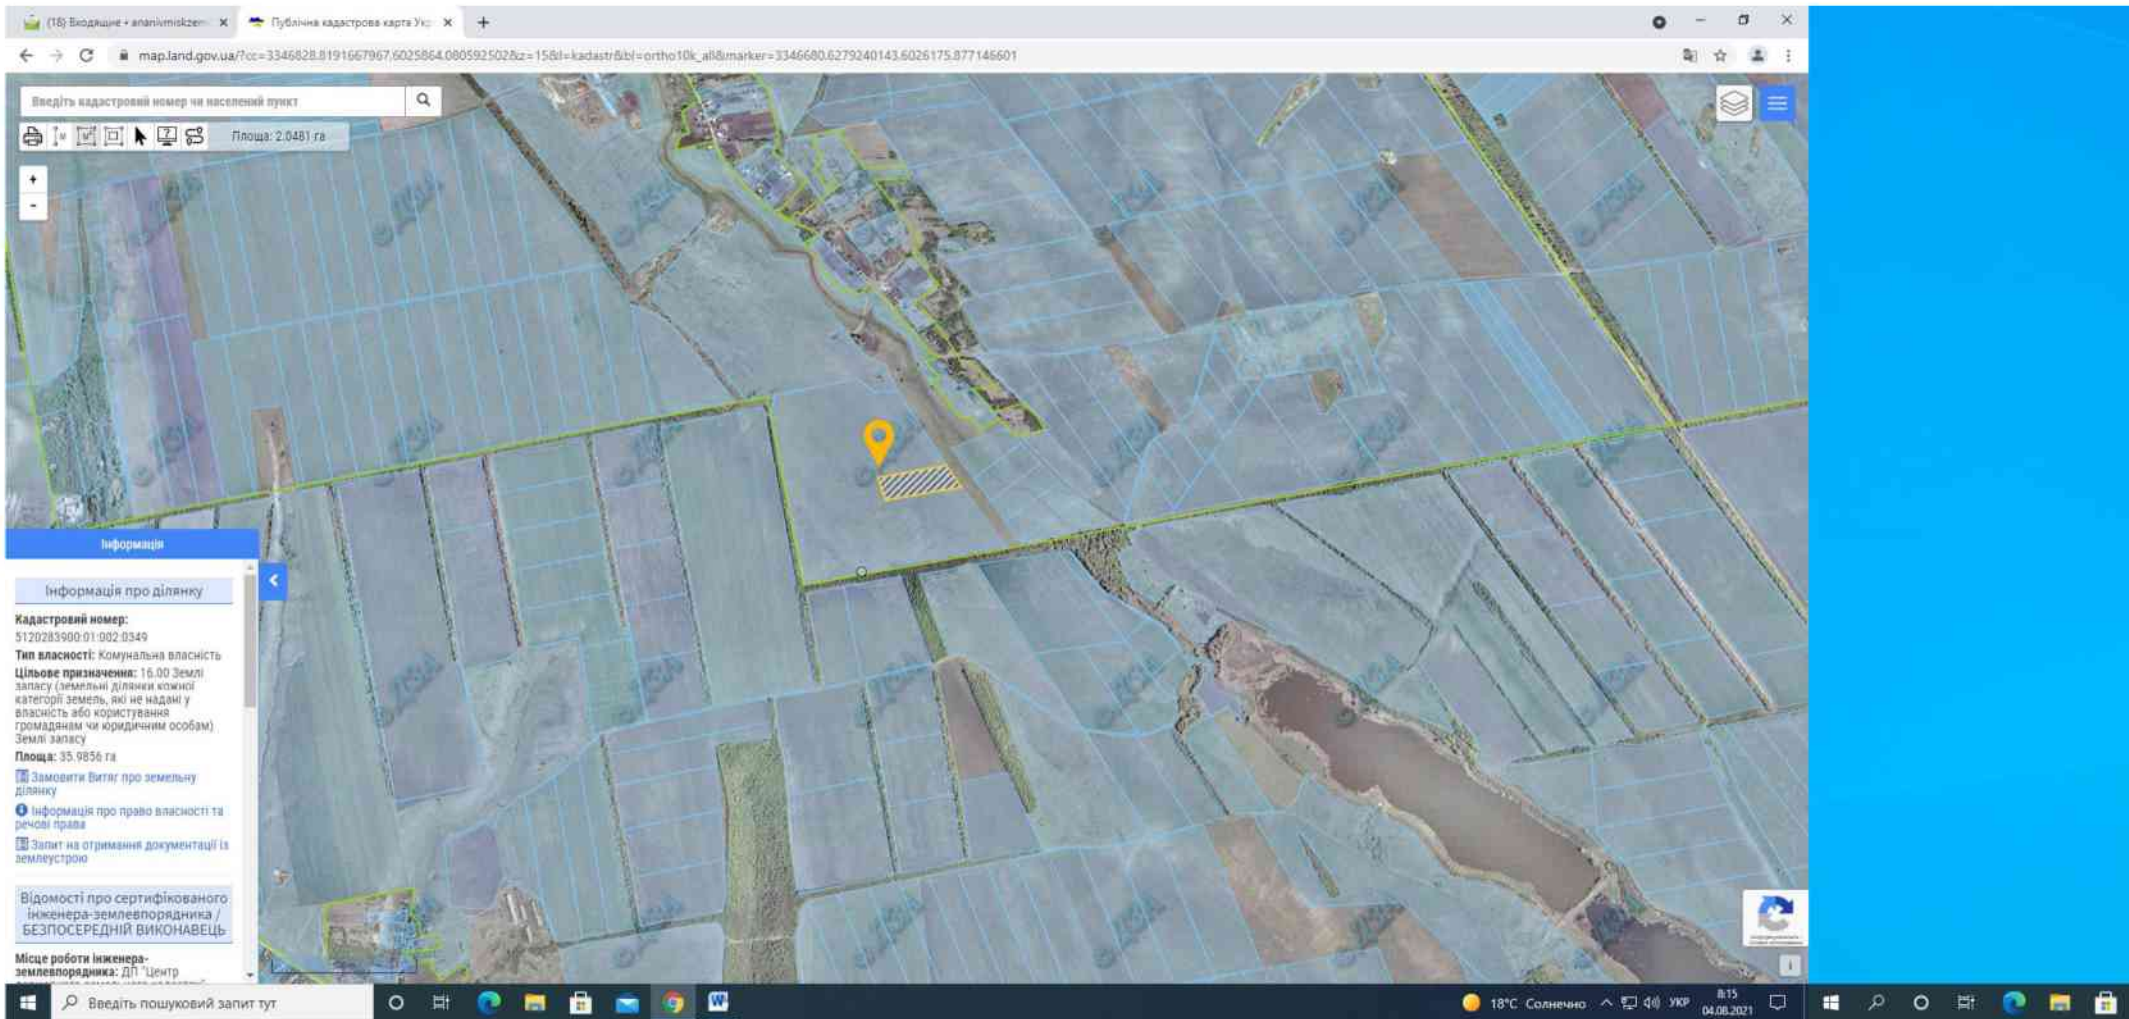 (18) Входящие • ananivmiskzem
Публічна кадастрова карта Укр
map.land.gov.ua/?cc=3346828.8191667967,6025864.080592502&z=15&l=kadastr&bl=ortho10k_all&marker=3346680.6279240143,6026175.877146601
Введіть кадастровий номер чи населений пункт
Площа: 2.0481 га
+
-
Інформація
Інформація про ділянку
Кадастровий номер:
5120283900:01:002:0349
Тип власності: Комунальна власність
Цільове призначення: 16.00 Землі
запасу (земельні ділянки кожної
категорії земель, які не надані у
власність або користування
громадянам чи юридичним особам)
Землі запасу
Площа: 35.9856 га
Замовити Витяг про земельну
ділянку
Інформація про право власності та
речові права
Запит на отримання документації із
землеустрою
Відомості про сертифікованого
інженера-землевпорядника /
БЕЗПОСЕРЕДНІЙ ВИКОНАВЕЦЬ
Місце роботи інженера-
землевпорядника: ДП "Центр
Введіть пошуковий запит тут
18°C Солнечно
УКР
8:15
04.08.2021